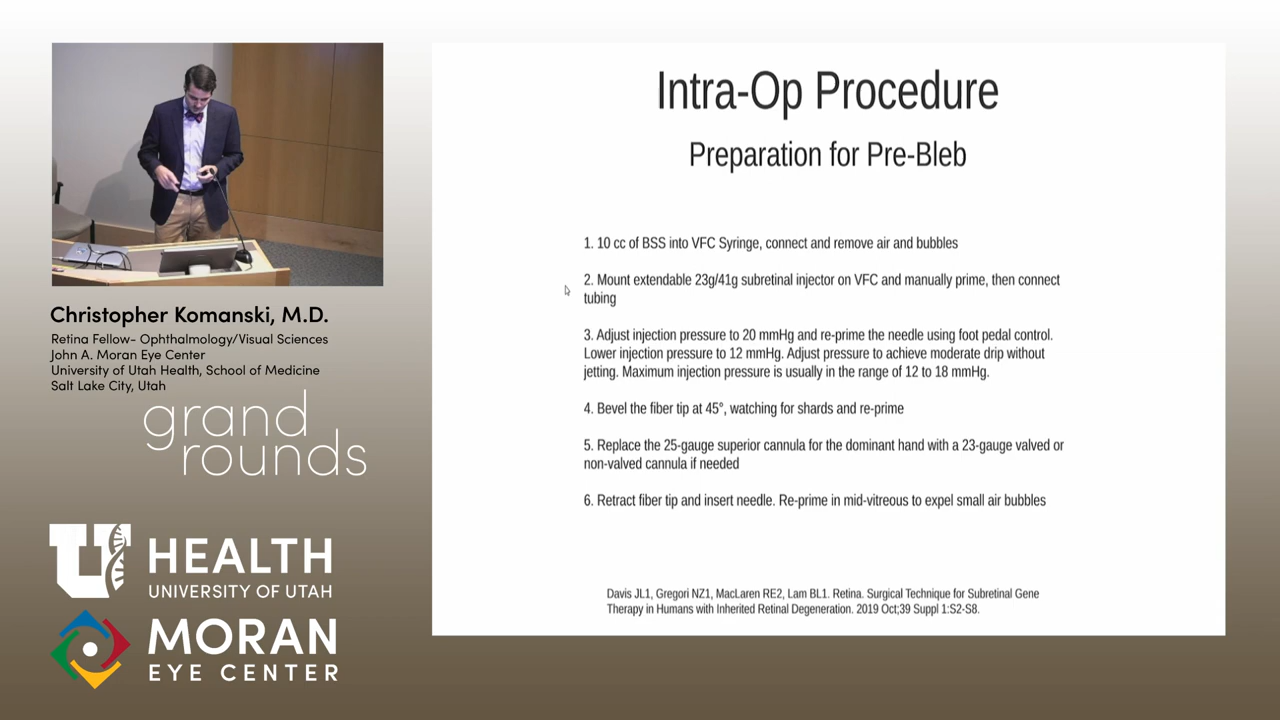 Intra-Op Procedure
Preparation for Pre-Bleb
1. 10 cc of BSS into VFC Syringe, connect and remove air and bubbles
2. Mount extendable 23g/41g subretinal injector on VFC and manually prime, then connect
tubing
3. Adjust injection pressure to 20 mmHg and re-prime the needle using foot pedal control.
Lower injection pressure to 12 mmHg. Adjust pressure to achieve moderate drip without
jetting. Maximum injection pressure is usually in the range of 12 to 18 mmHg.
4. Bevel the fiber tip at 45°, watching for shards and re-prime
5. Replace the 25-gauge superior cannula for the dominant hand with a 23-gauge valved or
non-valved cannula if needed
6. Retract fiber tip and insert needle. Re-prime in mid-vitreous to expel small air bubbles
Davis JL1, Gregori NZ1, MacLaren RE2, Lam BL1. Retina. Surgical Technique for Subretinal Gene
Therapy in Humans with Inherited Retinal Degeneration. 2019 Oct;39 Suppl 1:S2-S8.
Christopher Komanski, M.D.
Retina Fellow- Ophthalmology/Visual Sciences
John A. Moran Eye Center
University of Utah Health, School of Medicine
Salt Lake City, Utah
grand
rounds
U HEALTH
UNIVERSITY OF UTAH
MORAN
EYE CENTER